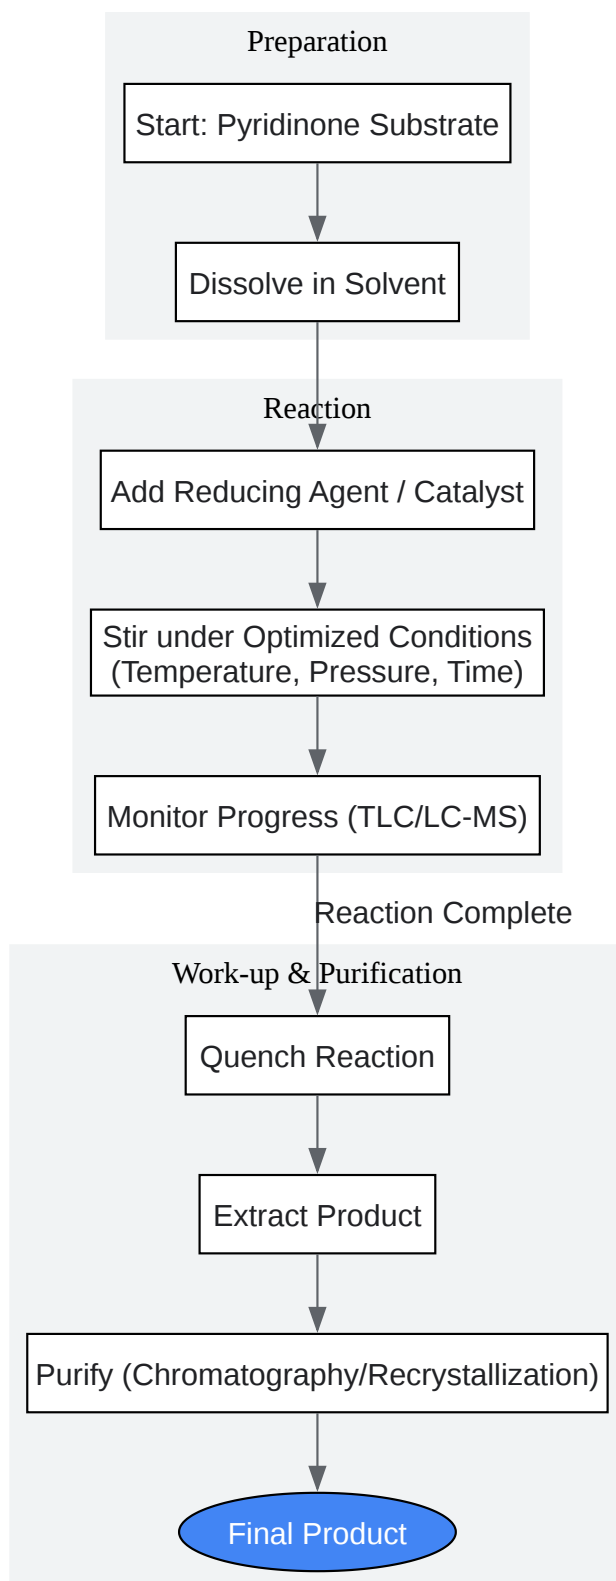 Preparation
Start: Pyridinone Substrate
Dissolve in Solvent
Reaction
Add Reducing Agent / Catalyst
Stir under Optimized Conditions
(Temperature, Pressure, Time)
Monitor Progress (TLC/LC-MS)
Reaction Complete
Work-up & Purification
Quench Reaction
Extract Product
Purify (Chromatography/Recrystallization)
Final Product